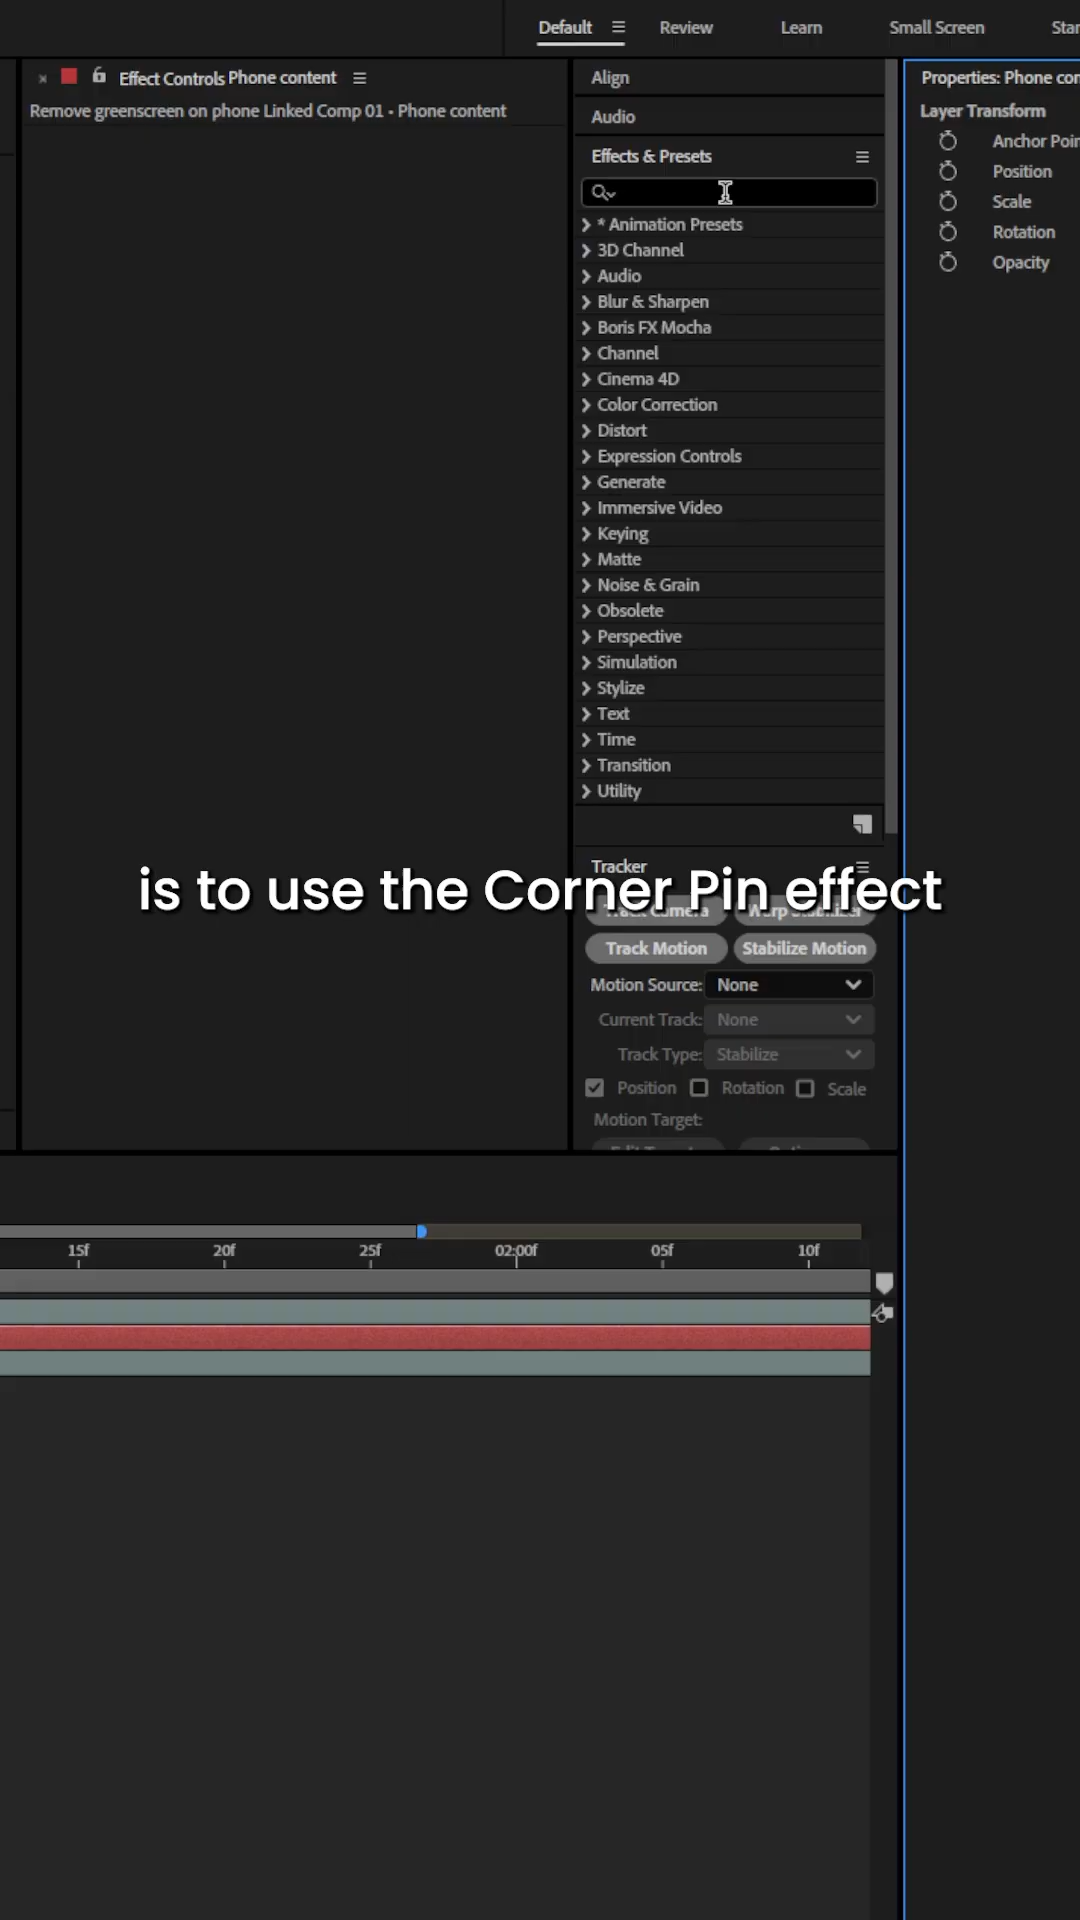 Default
Review
Learn
Small Screen
Effect Controls Phone content
Remove greenscreen on phone Linked Comp 01 • Phone content
Align
Audio
Effects & Presets
* Animation Presets
3D Channel
Audio
Blur & Sharpen
Boris FX Mocha
Channel
Cinema 4D
Color Correction
Distort
Expression Controls
Generate
Immersive Video
Keying
Matte
Noise & Grain
Obsolete
Perspective
Simulation
Stylize
Text
Time
Transition
Utility
Properties: Phone
Layer Transform
Anchor
Position
Scale
Rotation
Opacity
Tracker
is to use the Corner Pin effect
Track Camera
Warp Stabilizer
Track Motion
Stabilize Motion
Motion Source: None
Current Track: None
Track Type: Stabilize
Position
Rotation
Scale
Motion Target:
15f
20f
25f
02:00f
05f
10f